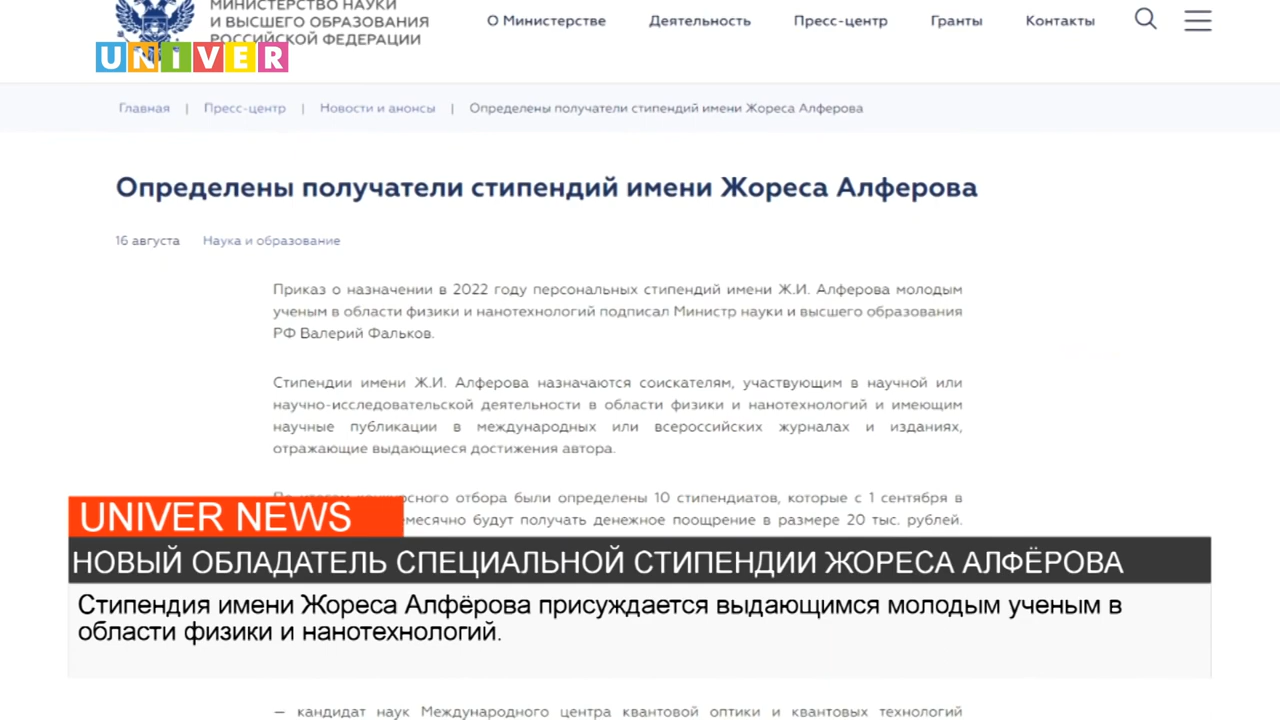 МИНИСТЕРСТВО НАУКИ
И ВЫСШЕГО ОБРАЗОВАНИЯ
РОССИЙСКОЙ ФЕДЕРАЦИИ
О Министерстве Деятельность Пресс-центр Гранты Контакты
UNIVER
Главная | Пресс-центр | Новости и анонсы | Определены получатели стипендий имени Жореса Алферова
Определены получатели стипендий имени Жореса Алферова
16 августа Наука и образование
Приказ о назначении в 2022 году персональных стипендий имени Ж.И. Алферова молодым
ученым в области физики и нанотехнологий подписал Министр науки и высшего образования
РФ Валерий Фальков.
Стипендии имени Ж.И. Алферова назначаются соискателям, участвующим в научной или
научно-исследовательской деятельности в области физики и нанотехнологий и имеющим
научные публикации в международных или всероссийских журналах и изданиях,
отражающие выдающиеся достижения автора.
отбора были определены 10 стипендиатов, которые с 1 сентября в
будут получать денежное поощрение в размере 20 тыс. рублей.
UNIVER NEWS
НОВЫЙ ОБЛАДАТЕЛЬ СПЕЦИАЛЬНОЙ СТИПЕНДИИ ЖОРЕСА АЛФЁРОВА
Стипендия имени Жореса Алфёрова присуждается выдающимся молодым ученым в
области физики и нанотехнологий.
— кандидат наук Международного центра квантовой оптики и квантовых технологий